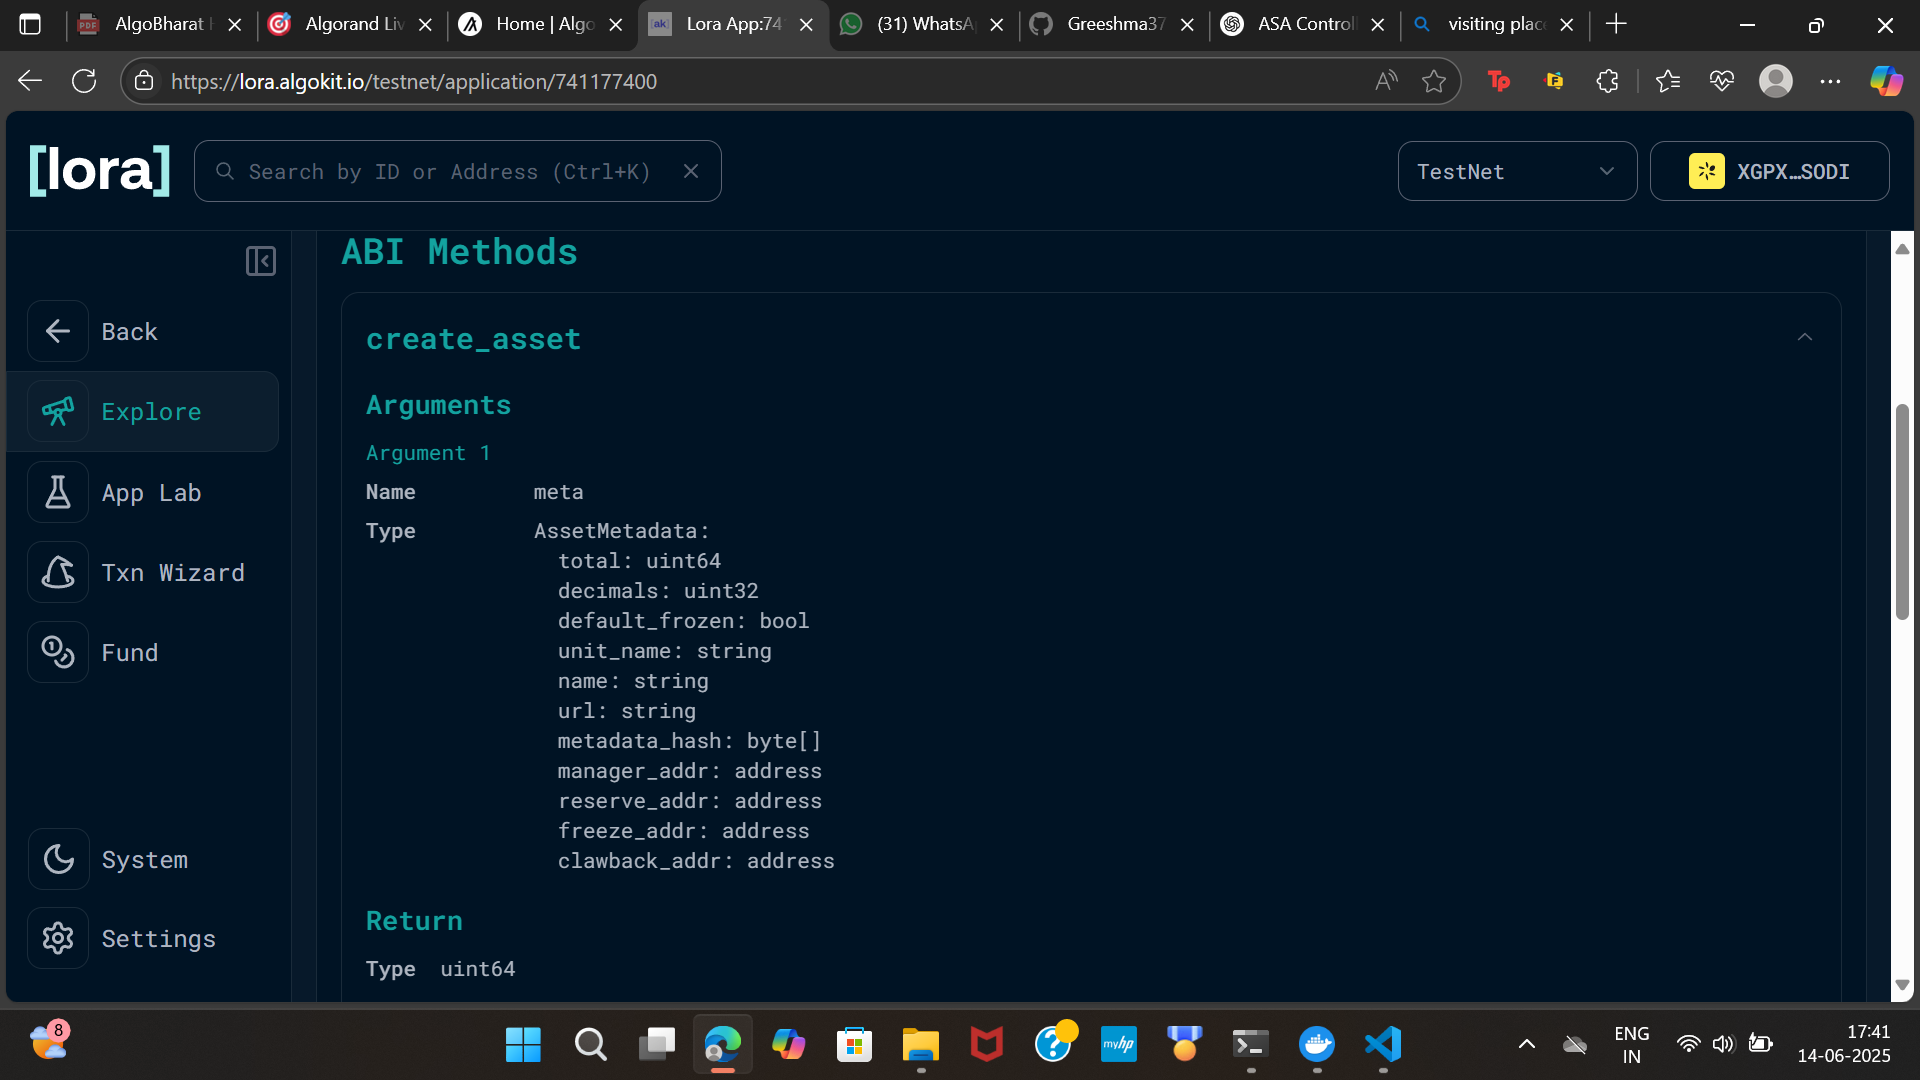 AlgoBharat H
Algorand Liv
Home | Algo
[ak]
Lora App:74
(31) WhatsA
Greeshma37
ASA Controll
visiting plac
https://lora.algokit.io/testnet/application/741177400
[lora]
Search by ID or Address (Ctrl+K)
TestNet
XGPX…SODI
ABI Methods
Back
Explore
App Lab
Txn Wizard
Fund
System
Settings
create_asset
Arguments
Argument 1
Name meta
Type AssetMetadata:
total: uint64
decimals: uint32
default_frozen: bool
unit_name: string
name: string
url: string
metadata_hash: byte[]
manager_addr: address
reserve_addr: address
freeze_addr: address
clawback_addr: address
Return
Type uint64
8
myhp
ENG
IN
17:41
14-06-2025